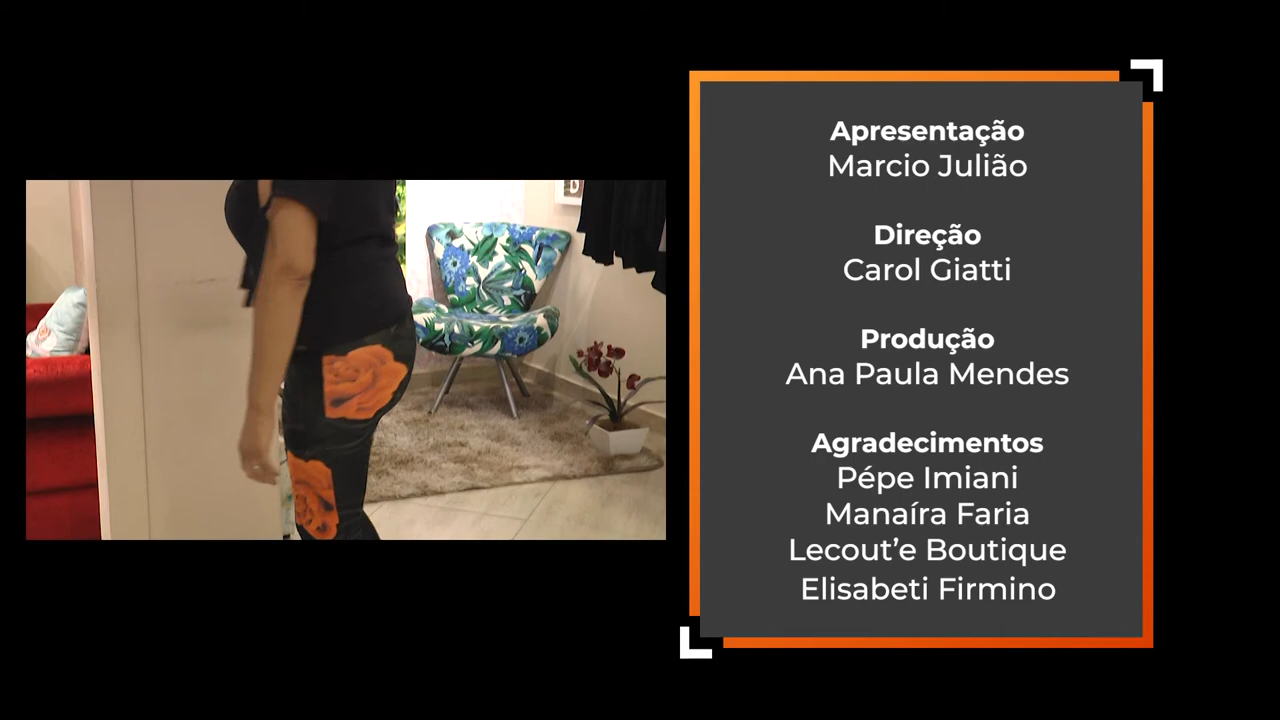 Apresentação
Marcio Julião
Direção
Carol Giatti
Produção
Ana Paula Mendes
Agradecimentos
Pépe Imiani
Manaíra Faria
Lecout’e Boutique
Elisabeti Firmino